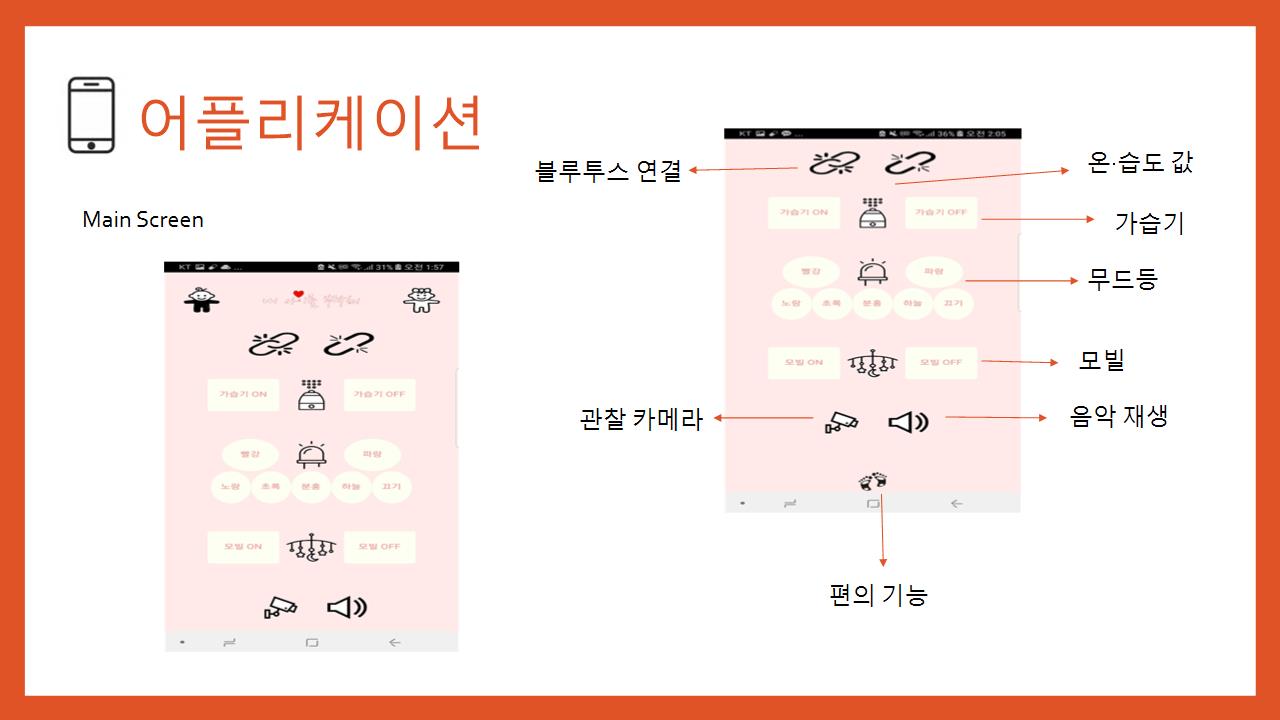 어플리케이션
Main Screen
KT ... 31% 오전 1:57
가습기 ON 가습기 OFF
빨강 파랑
노랑 초록 분홍 하늘 끄기
모빌 ON 모빌 OFF
KT ... 36% 오전 2:05
블루투스 연결
온·습도 값
가습기 ON 가습기 OFF
가습기
빨강 파랑
무드등
노랑 초록 분홍 하늘 끄기
모빌 ON 모빌 OFF
모빌
관찰 카메라
음악 재생
편의 기능